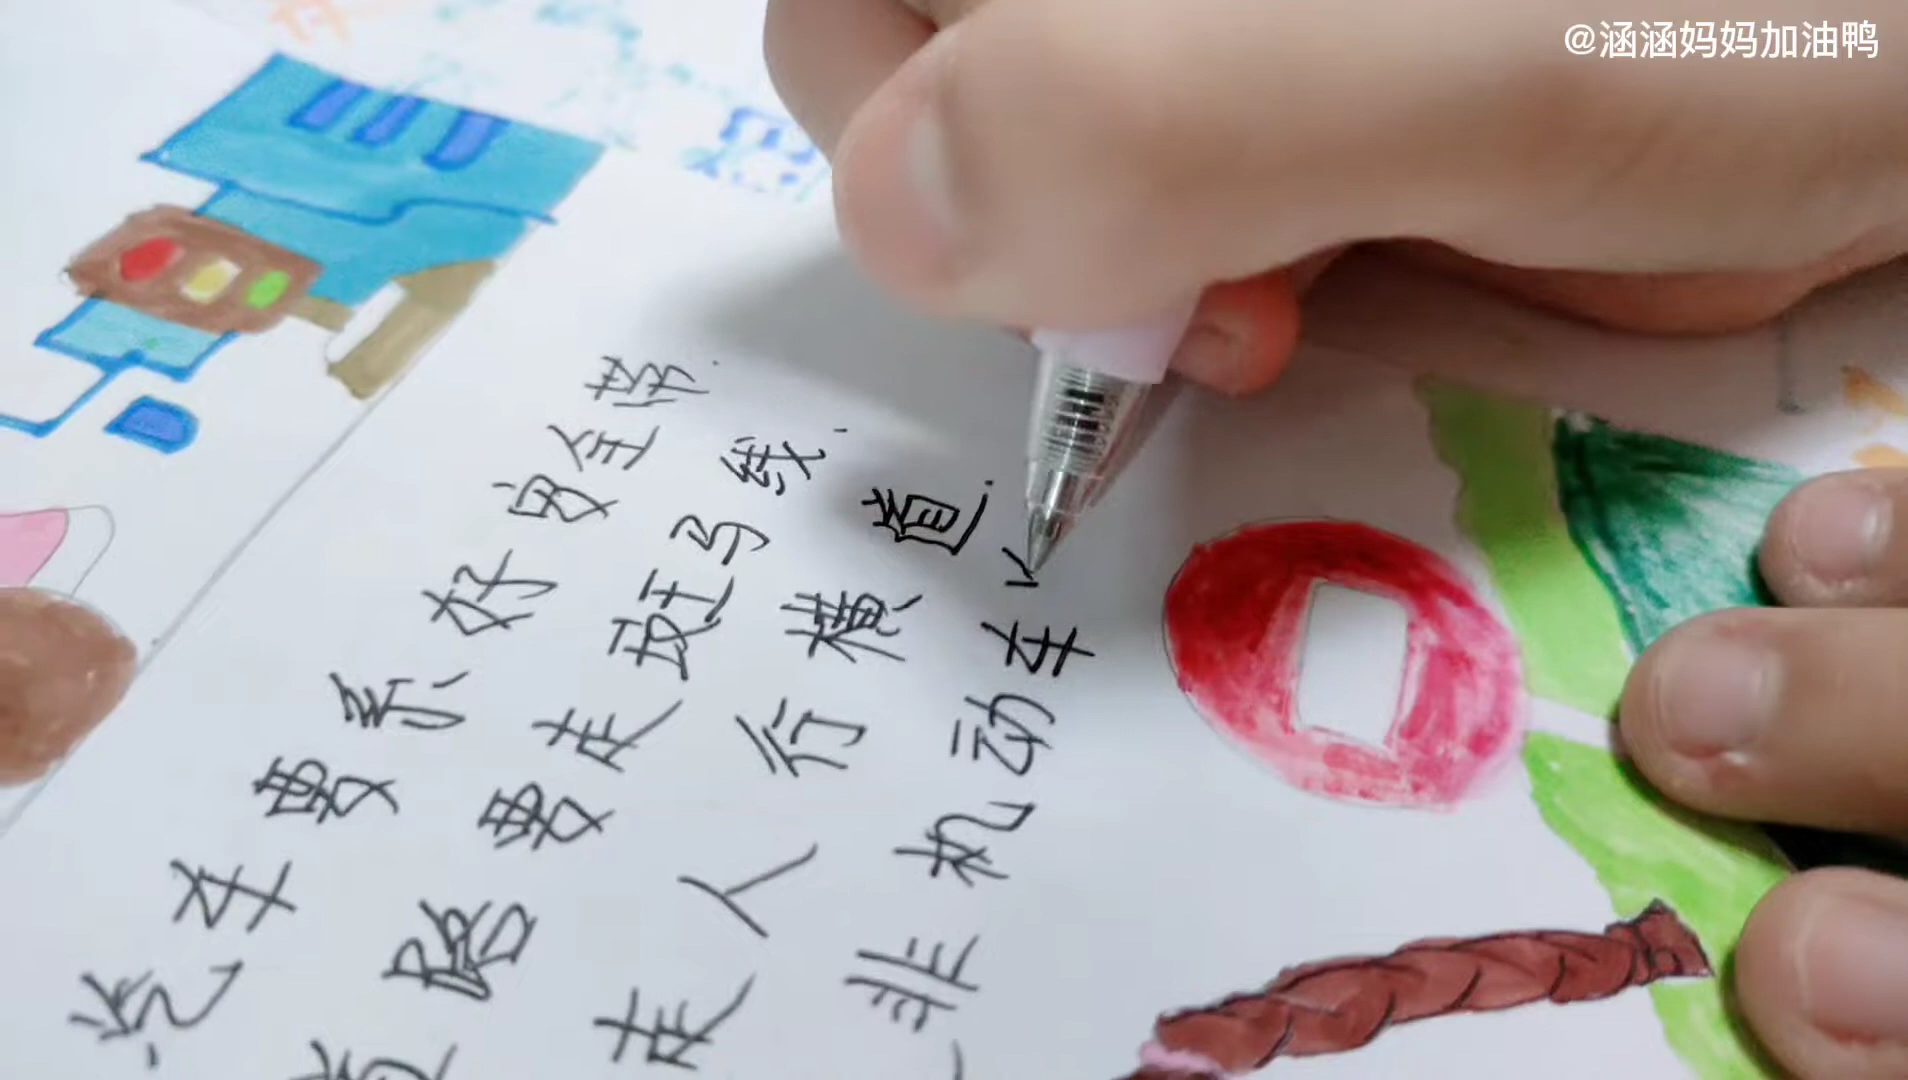 @涵涵妈妈加油鸭
汽车要系好安全带.
路要走斑马线.
走人行横道.
非机动车